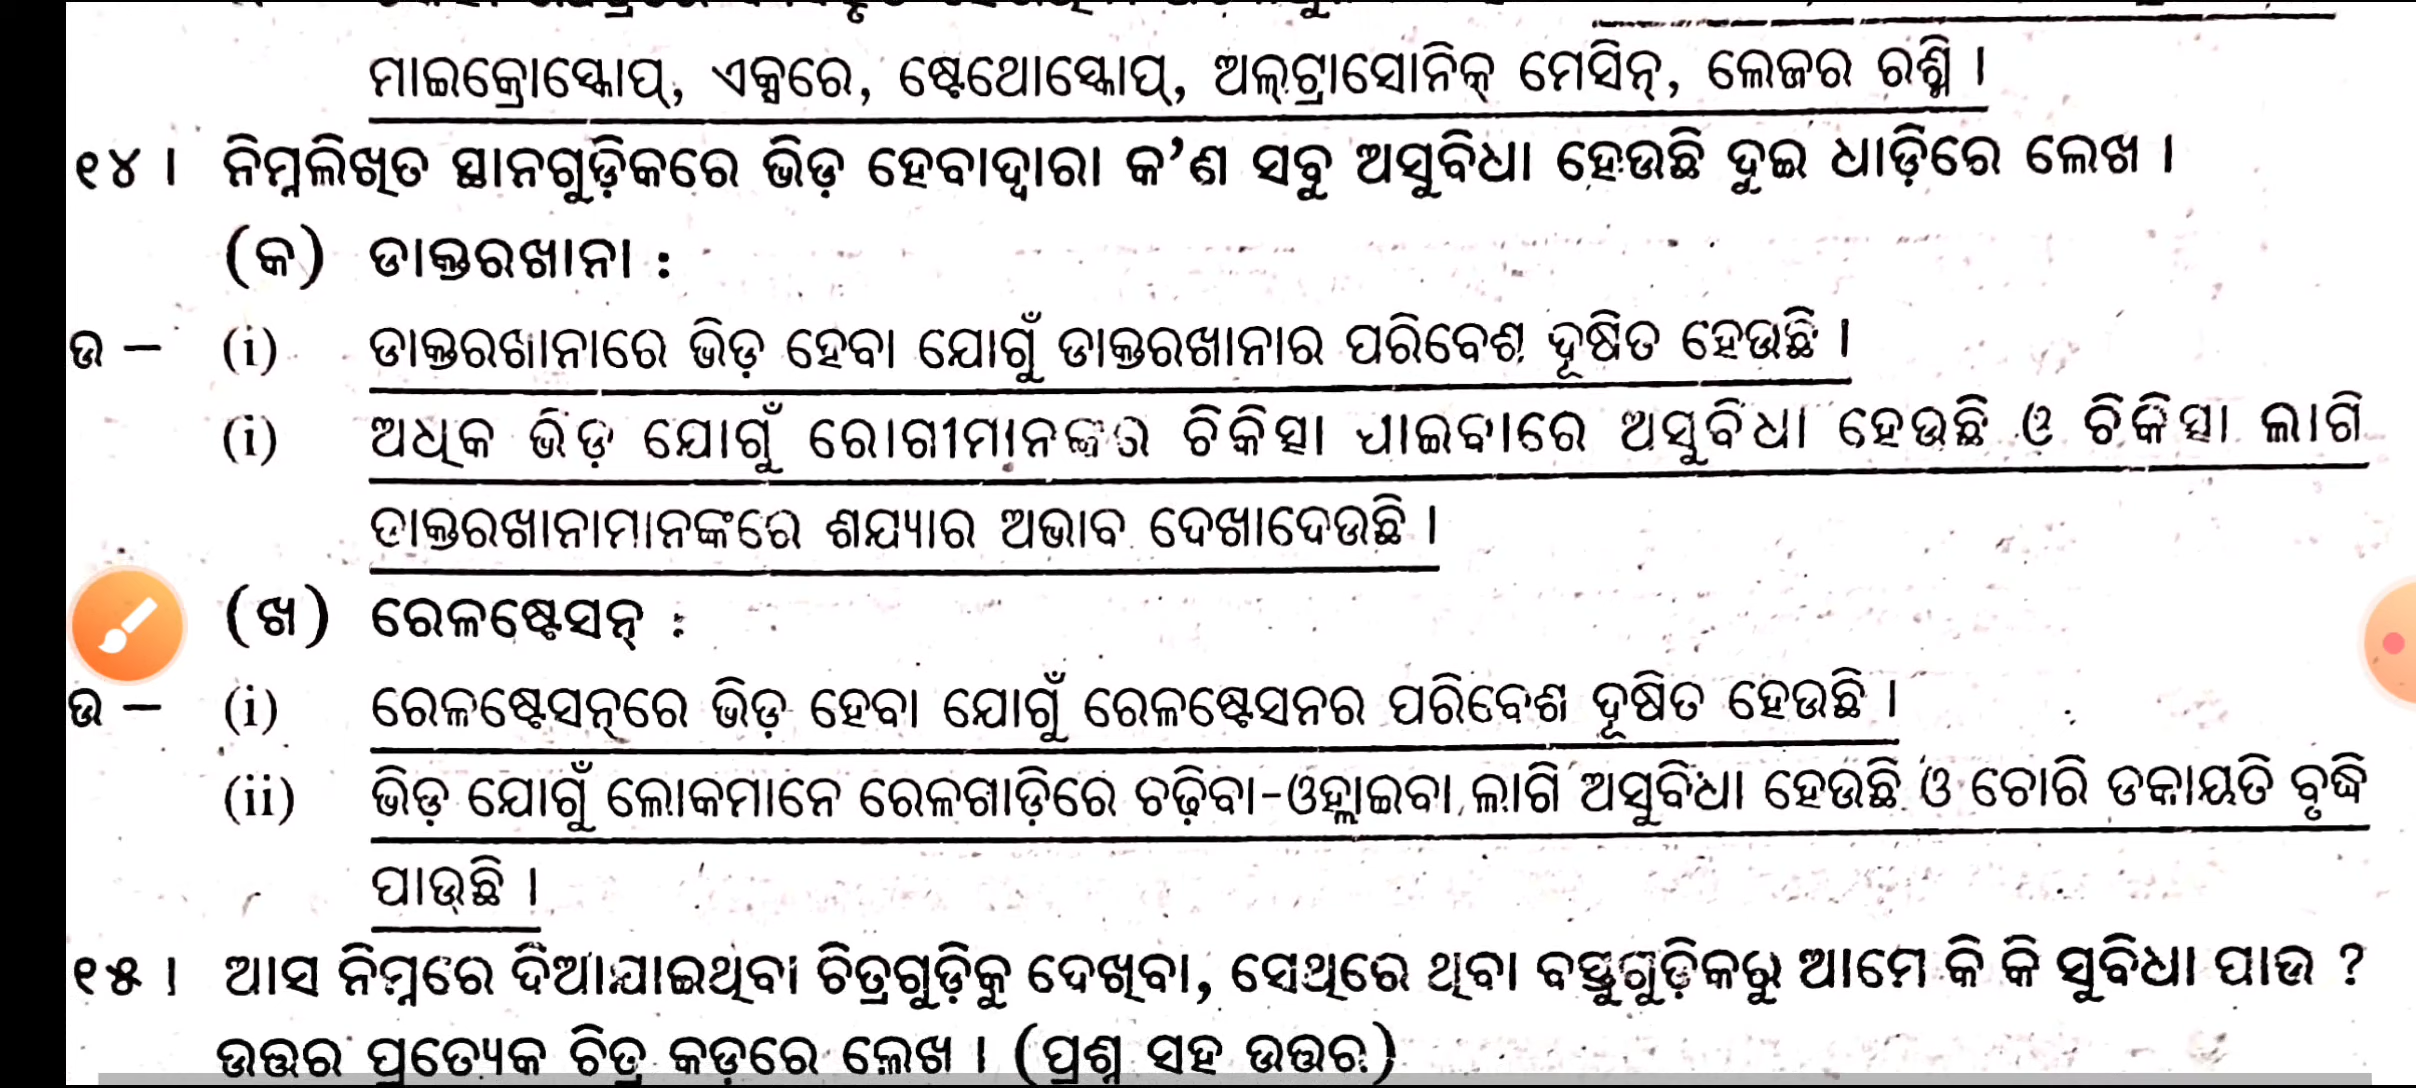 ମାଇକ୍ରୋସ୍କୋପ୍, ଏକ୍ସରେ, ଷ୍ଟେଥୋସ୍କୋପ୍, ଅଲ୍‌ଟ୍ରାସୋନିକ୍ ମେସିନ୍, ଲେଜର ରଶ୍ମି ।
୧୪ । ନିମ୍ନଲିଖିତ ସ୍ଥାନଗୁଡ଼ିକରେ ଭିଡ଼ ହେବାଦ୍ୱାରା କ'ଣ ସବୁ ଅସୁବିଧା ହେଉଛି ଦୁଇ ଧାଡ଼ିରେ ଲେଖ ।
(କ) ଡାକ୍ତରଖାନା :
ଉ – (i) ଡାକ୍ତରଖାନାରେ ଭିଡ଼ ହେବା ଯୋଗୁଁ ଡାକ୍ତରଖାନାର ପରିବେଶ ଦୂଷିତ ହେଉଛି ।
(i) ଅଧିକ ଭିଡ଼ ଯୋଗୁଁ ରୋଗୀମାନଙ୍କର ଚିକିତ୍ସା ପାଇବାରେ ଅସୁବିଧା ହେଉଛି ଓ ଚିକିତ୍ସା ଲାଗି
ଡାକ୍ତରଖାନାମାନଙ୍କରେ ଶଯ୍ୟାର ଅଭାବ ଦେଖାଦେଉଛି ।
(ଖ) ରେଳଷ୍ଟେସନ୍ :
ଉ – (i) ରେଳଷ୍ଟେସନ୍‌ରେ ଭିଡ଼ ହେବା ଯୋଗୁଁ ରେଳଷ୍ଟେସନର ପରିବେଶ ଦୂଷିତ ହେଉଛି ।
(ii) ଭିଡ଼ ଯୋଗୁଁ ଲୋକମାନେ ରେଳଗାଡ଼ିରେ ଚଢ଼ିବା-ଓହ୍ଲାଇବା ଲାଗି ଅସୁବିଧା ହେଉଛି ଓ ଚୋରି ଡକାୟତି ବୃଦ୍ଧି
ପାଉଛି ।
୧୫ । ଆସ ନିମ୍ନରେ ଦିଆଯାଇଥିବା ଚିତ୍ରଗୁଡ଼ିକୁ ଦେଖିବା, ସେଥିରେ ଥିବା ବସ୍ତୁଗୁଡ଼ିକରୁ ଆମେ କି କି ସୁବିଧା ପାଉ ?
ଉତ୍ତର ପ୍ରତ୍ୟେକ ଚିତ୍ର କଡ଼ରେ ଲେଖ । (ପ୍ରଶ୍ନ ସହ ଉତ୍ତର)